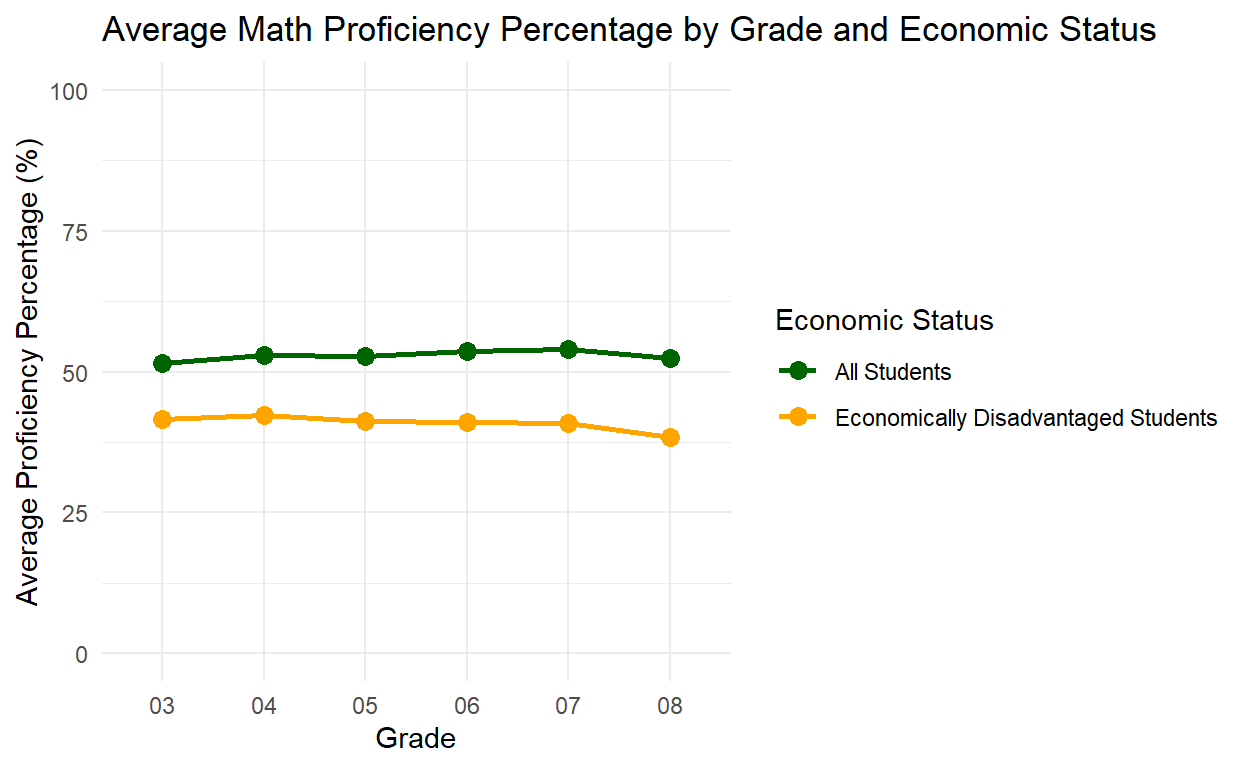 Average Math Proficiency Percentage by Grade and Economic Status
Average Proficiency Percentage (%)
100
75
50
25
0
03 04 05 06 07 08
Grade
Economic Status
All Students
Economically Disadvantaged Students